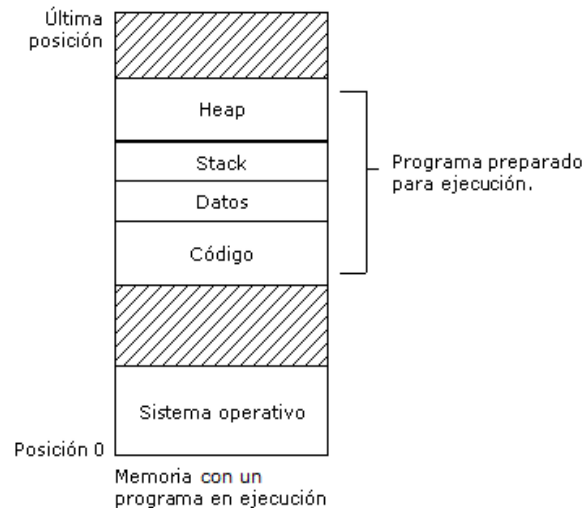 Última
posición
Heap
Stack
Datos
Código
Programa preparado
para ejecución.
Sistema operativo
Posición 0
Memoria con un
programa en ejecución